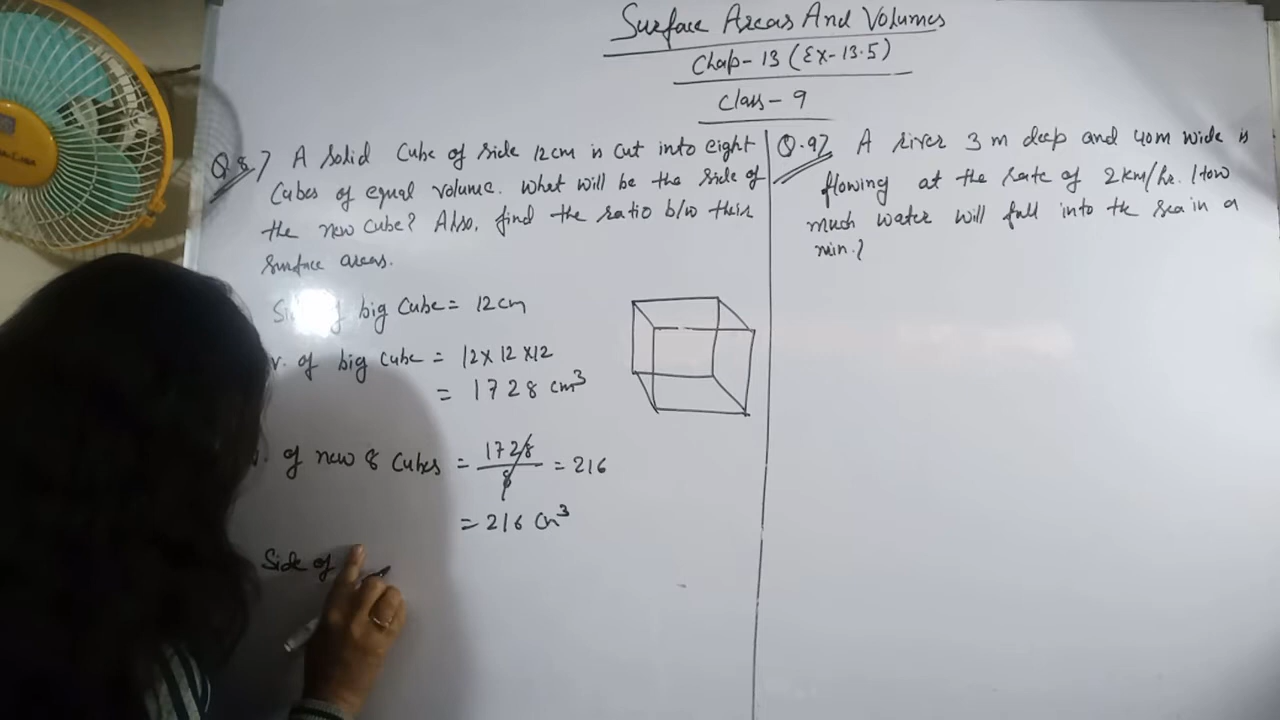 Surface Areas And Volumes
Chap-13 (Ex-13.5)
Class-9
Q.8.7 A Solid Cube of side 12cm is cut into eight
Cubes of equal volume. What will be the side of
the new Cube? Also, find the ratio b/w their
surface areas.
of big Cube = 12cm
v. of big cube = 12×12×12
= 1728 cm³
of new 8 Cubes = 1728/8 = 216
= 216 cm³
Side of
Q.97 A river 3 m deep and 40m wide is
flowing at the rate of 2km/hr. How
much water will fall into the sea in a
min.?